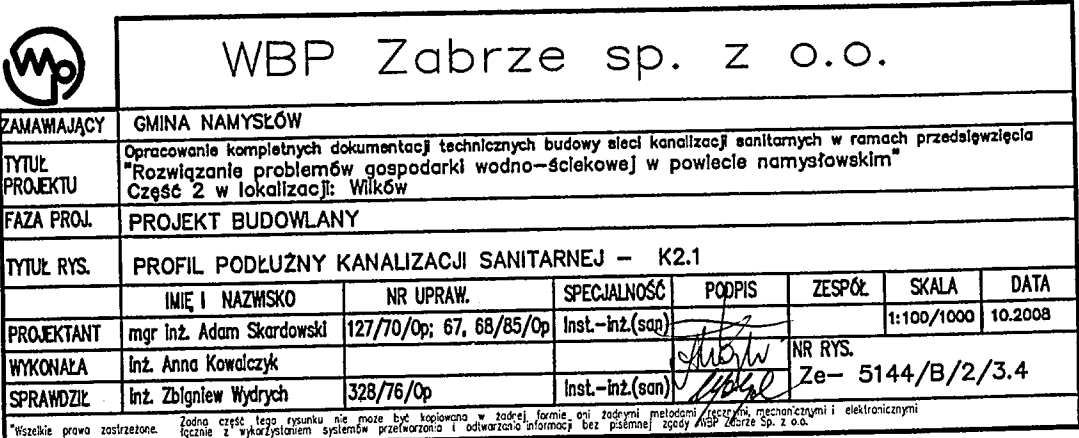 Wp
WBP Zabrze sp. z o.o.
ZAMAWIAJĄCY GMINA NAMYSŁÓW
TYTUŁ PROJEKTU
Opracowanie kompletnych dokumentacji technicznych budowy sieci kanalizacji sanitarnych w ramach przedsięwzięcia
"Rozwiązanie problemów gospodarki wodno-ściekowej w powiecie namysławskim"
Część 2 w lokalizacji: Wilków
FAZA PROJ. PROJEKT BUDOWLANY
TYTUŁ RYS. PROFIL PODŁUŻNY KANALIZACJI SANITARNEJ – K2.1
IMIĘ I NAZWISKO NR UPRAW. SPECJALNOŚĆ PODPIS ZESPÓŁ SKALA DATA
PROJEKTANT mgr inż. Adam Skardowski 127/70/Op; 67, 68/85/Op Inst.-inż.(san) 1:100/1000 10.2008
WYKONAŁA inż. Anna Kowalczyk NR RYS.
Ze- 5144/B/2/3.4
SPRAWDZIŁ inż. Zbigniew Wydrych 328/76/Op Inst.-inż.(san)
"Wszelkie prawa zastrzeżone. Żadna część tego rysunku nie może być kopiowana w żadnej formie, ani żadnymi metodami /ręcznymi, mechanicznymi i elektronicznymi
łącznie z wykorzystaniem systemów przetwarzania i odtwarzania informacji bez pisemnej zgody WBP Zabrze Sp. z o.o.